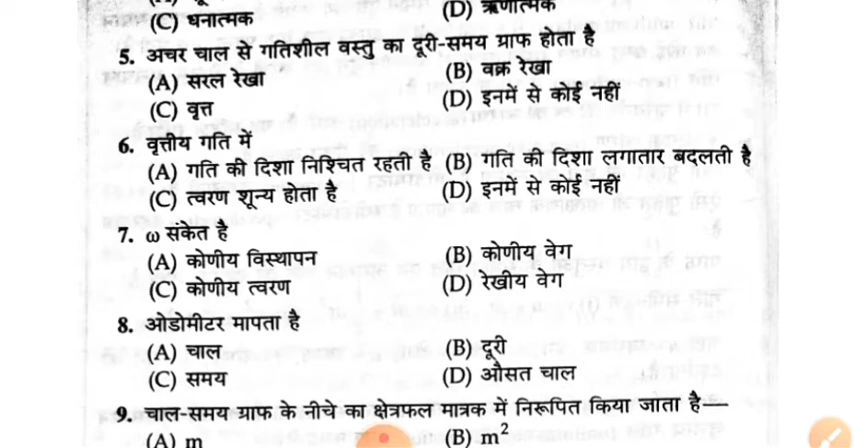 (C) धनात्मक (D) ऋणात्मक
5. अचर चाल से गतिशील वस्तु का दूरी-समय ग्राफ होता है
(A) सरल रेखा (B) वक्र रेखा
(C) वृत्त (D) इनमें से कोई नहीं
6. वृत्तीय गति में
(A) गति की दिशा निश्चित रहती है (B) गति की दिशा लगातार बदलती है
(C) त्वरण शून्य होता है (D) इनमें से कोई नहीं
7. ω संकेत है
(A) कोणीय विस्थापन (B) कोणीय वेग
(C) कोणीय त्वरण (D) रेखीय वेग
8. ओडोमीटर मापता है
(A) चाल (B) दूरी
(C) समय (D) औसत चाल
9. चाल-समय ग्राफ के नीचे का क्षेत्रफल मात्रक में निरूपित किया जाता है—
(A) m (B) m²